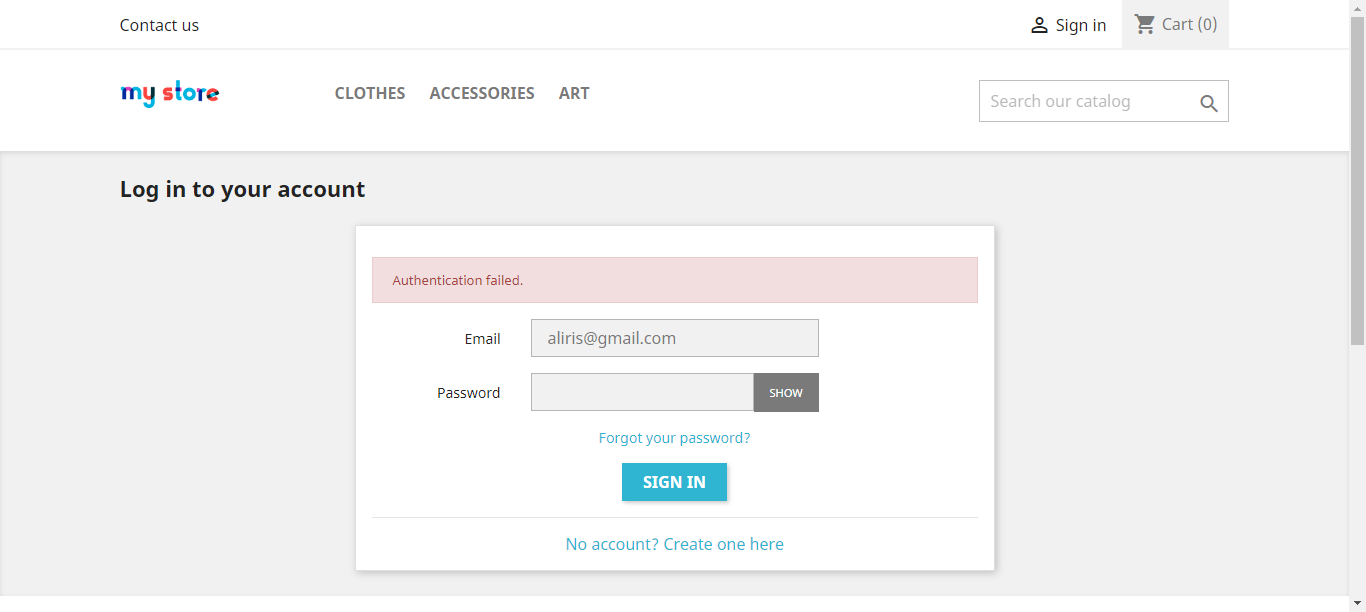 Contact us
Sign in
Cart (0)
my store
CLOTHES
ACCESSORIES
ART
Search our catalog
Log in to your account
Authentication failed.
Email
aliris@gmail.com
Password
SHOW
Forgot your password?
SIGN IN
No account? Create one here